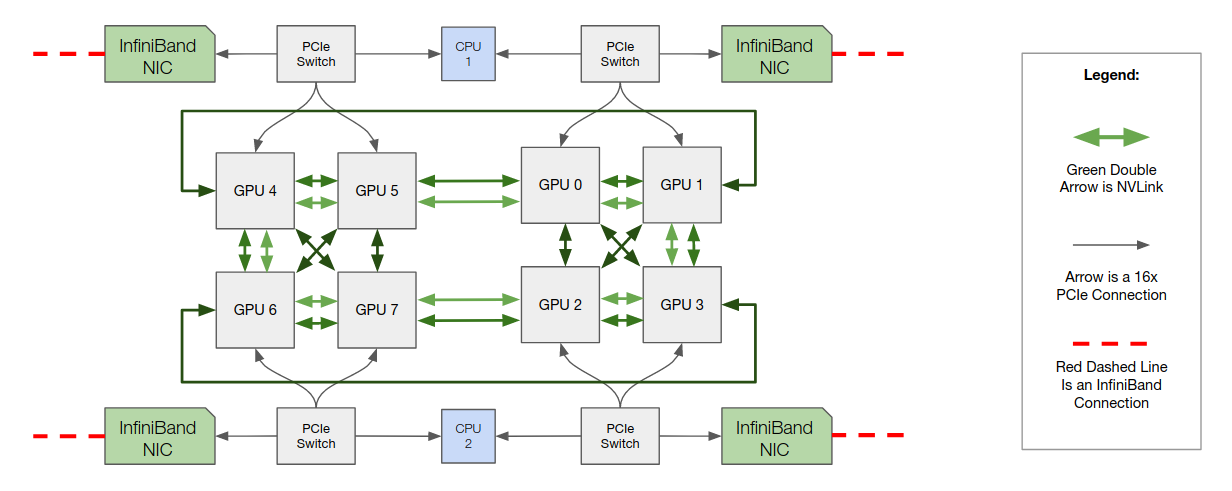 InfiniBand
NIC
PCIe
Switch
CPU
1
PCIe
Switch
InfiniBand
NIC
GPU 4
GPU 5
GPU 0
GPU 1
GPU 6
GPU 7
GPU 2
GPU 3
InfiniBand
NIC
PCIe
Switch
CPU
2
PCIe
Switch
InfiniBand
NIC
Legend:
Green Double
Arrow is NVLink
Arrow is a 16x
PCIe Connection
Red Dashed Line
Is an InfiniBand
Connection